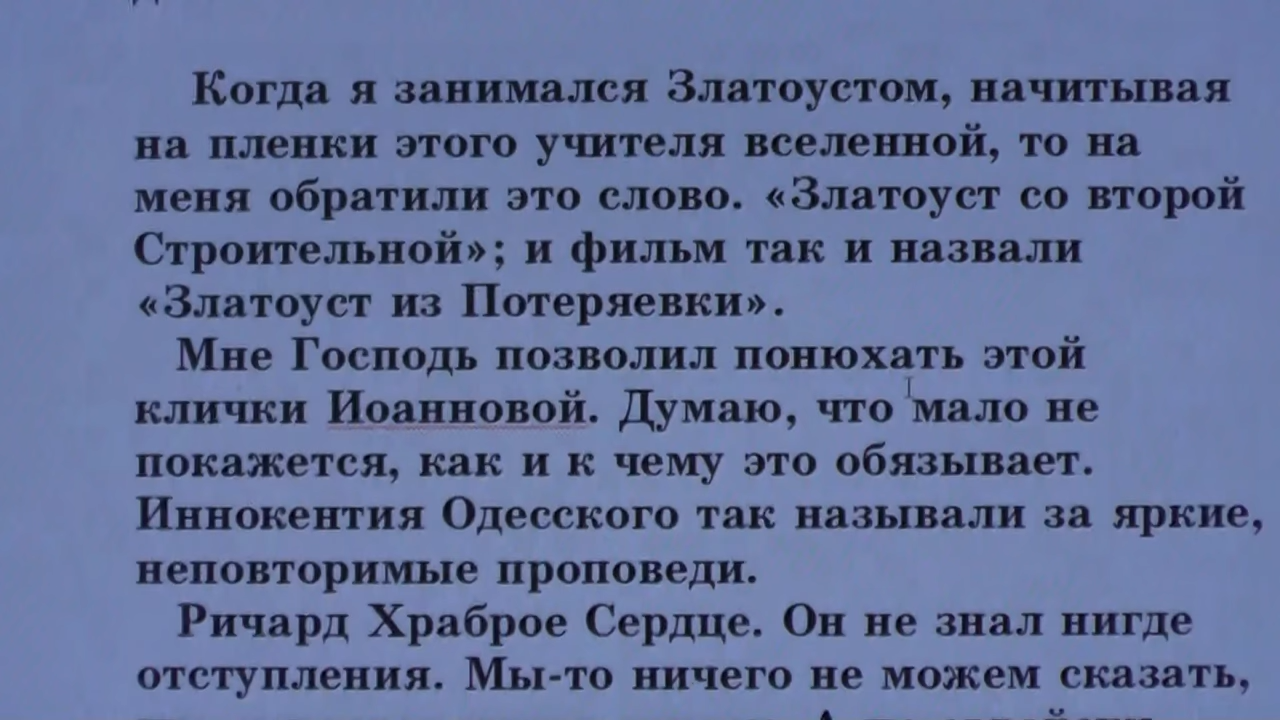 Когда я занимался Златоустом, начитывая
на пленки этого учителя вселенной, то на
меня обратили это слово. «Златоуст со второй
Строительной»; и фильм так и назвали
«Златоуст из Потеряевки».
Мне Господь позволил понюхать этой
клички Иоанновой. Думаю, что мало не
покажется, как и к чему это обязывает.
Иннокентия Одесского так называли за яркие,
неповторимые проповеди.
Ричард Храброе Сердце. Он не знал нигде
отступления. Мы-то ничего не можем сказать,